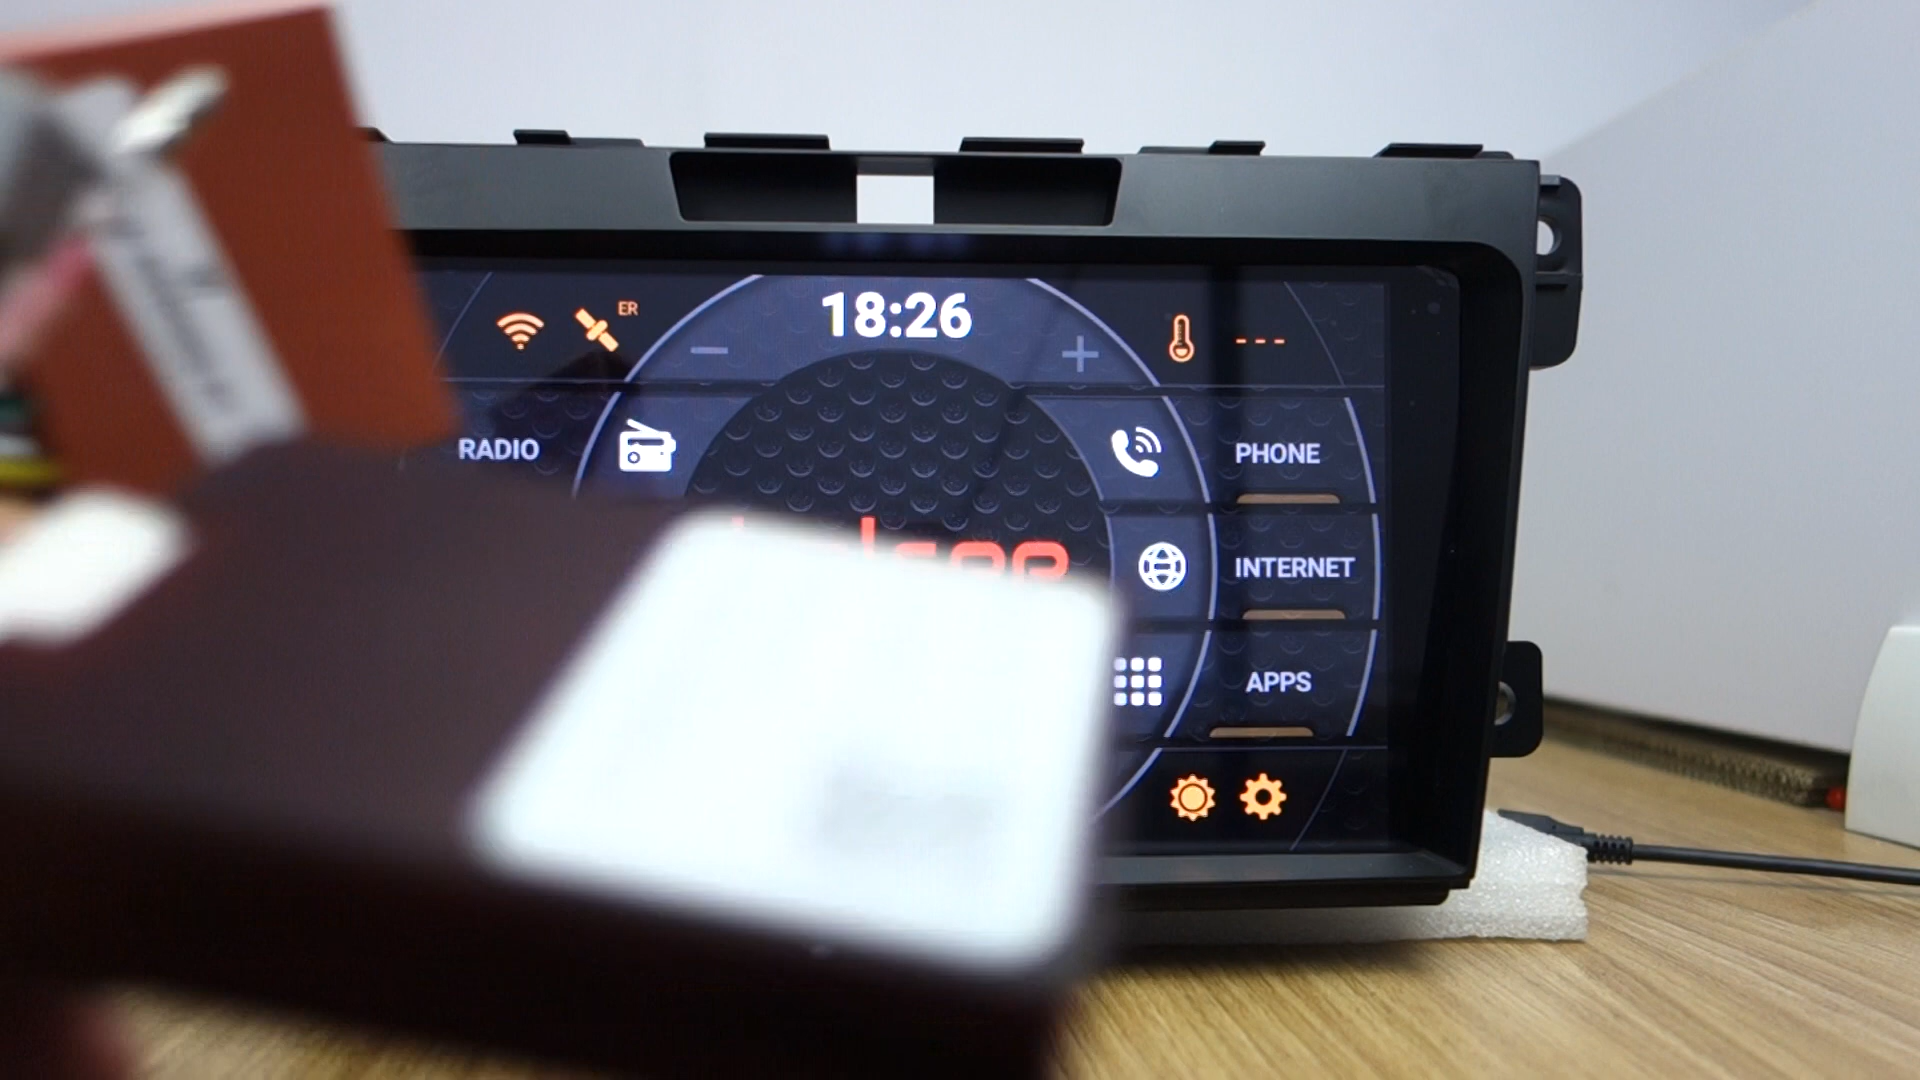 18:26
ER
---
RADIO
PHONE
INTERNET
APPS